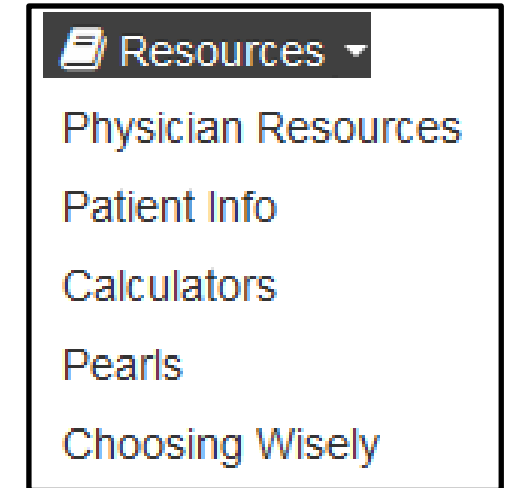 Resources
Physician Resources
Patient Info
Calculators
Pearls
Choosing Wisely